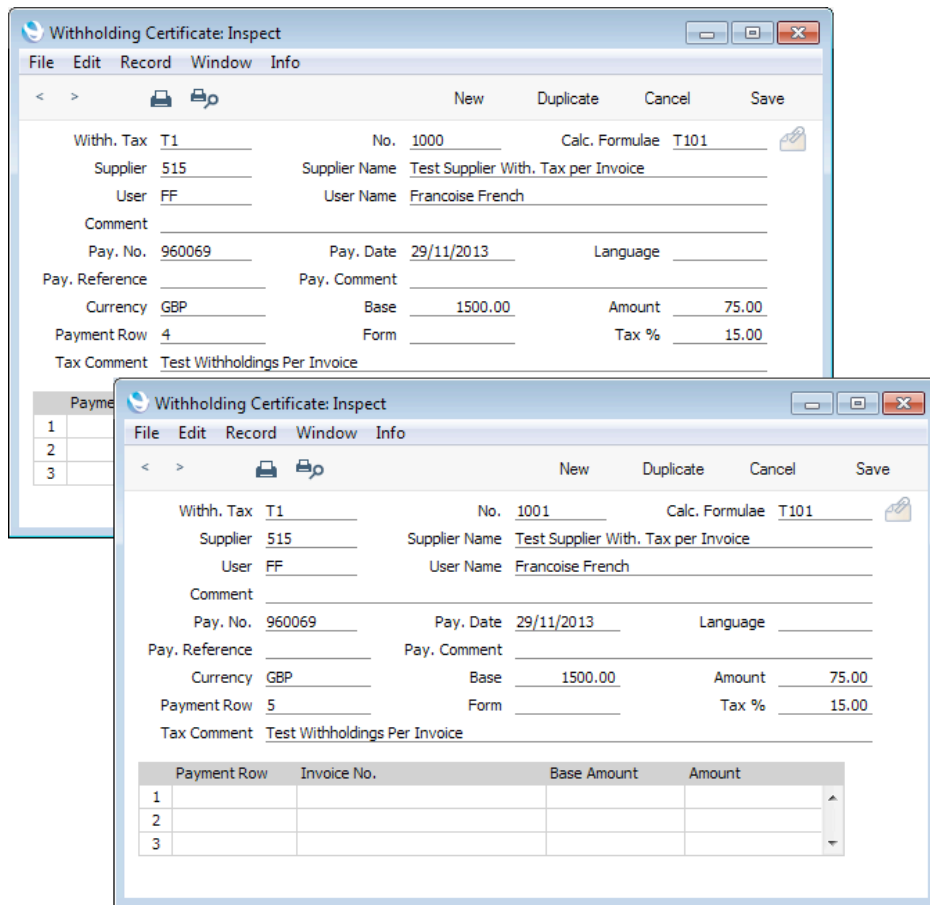 Withholding Certificate: Inspect
File Edit Record Window Info
< > New Duplicate Cancel Save
Withh. Tax T1 No. 1000 Calc. Formulae T101
Supplier 515 Supplier Name Test Supplier With. Tax per Invoice
User FF User Name Francoise French
Comment
Pay. No. 960069 Pay. Date 29/11/2013 Language
Pay. Reference Pay. Comment
Currency GBP Base 1500.00 Amount 75.00
Payment Row 4 Form Tax % 15.00
Tax Comment Test Withholdings Per Invoice
Payme
1
2
3
Withholding Certificate: Inspect
File Edit Record Window Info
< > New Duplicate Cancel Save
Withh. Tax T1 No. 1001 Calc. Formulae T101
Supplier 515 Supplier Name Test Supplier With. Tax per Invoice
User FF User Name Francoise French
Comment
Pay. No. 960069 Pay. Date 29/11/2013 Language
Pay. Reference Pay. Comment
Currency GBP Base 1500.00 Amount 75.00
Payment Row 5 Form Tax % 15.00
Tax Comment Test Withholdings Per Invoice
Payment Row Invoice No. Base Amount Amount
1
2
3